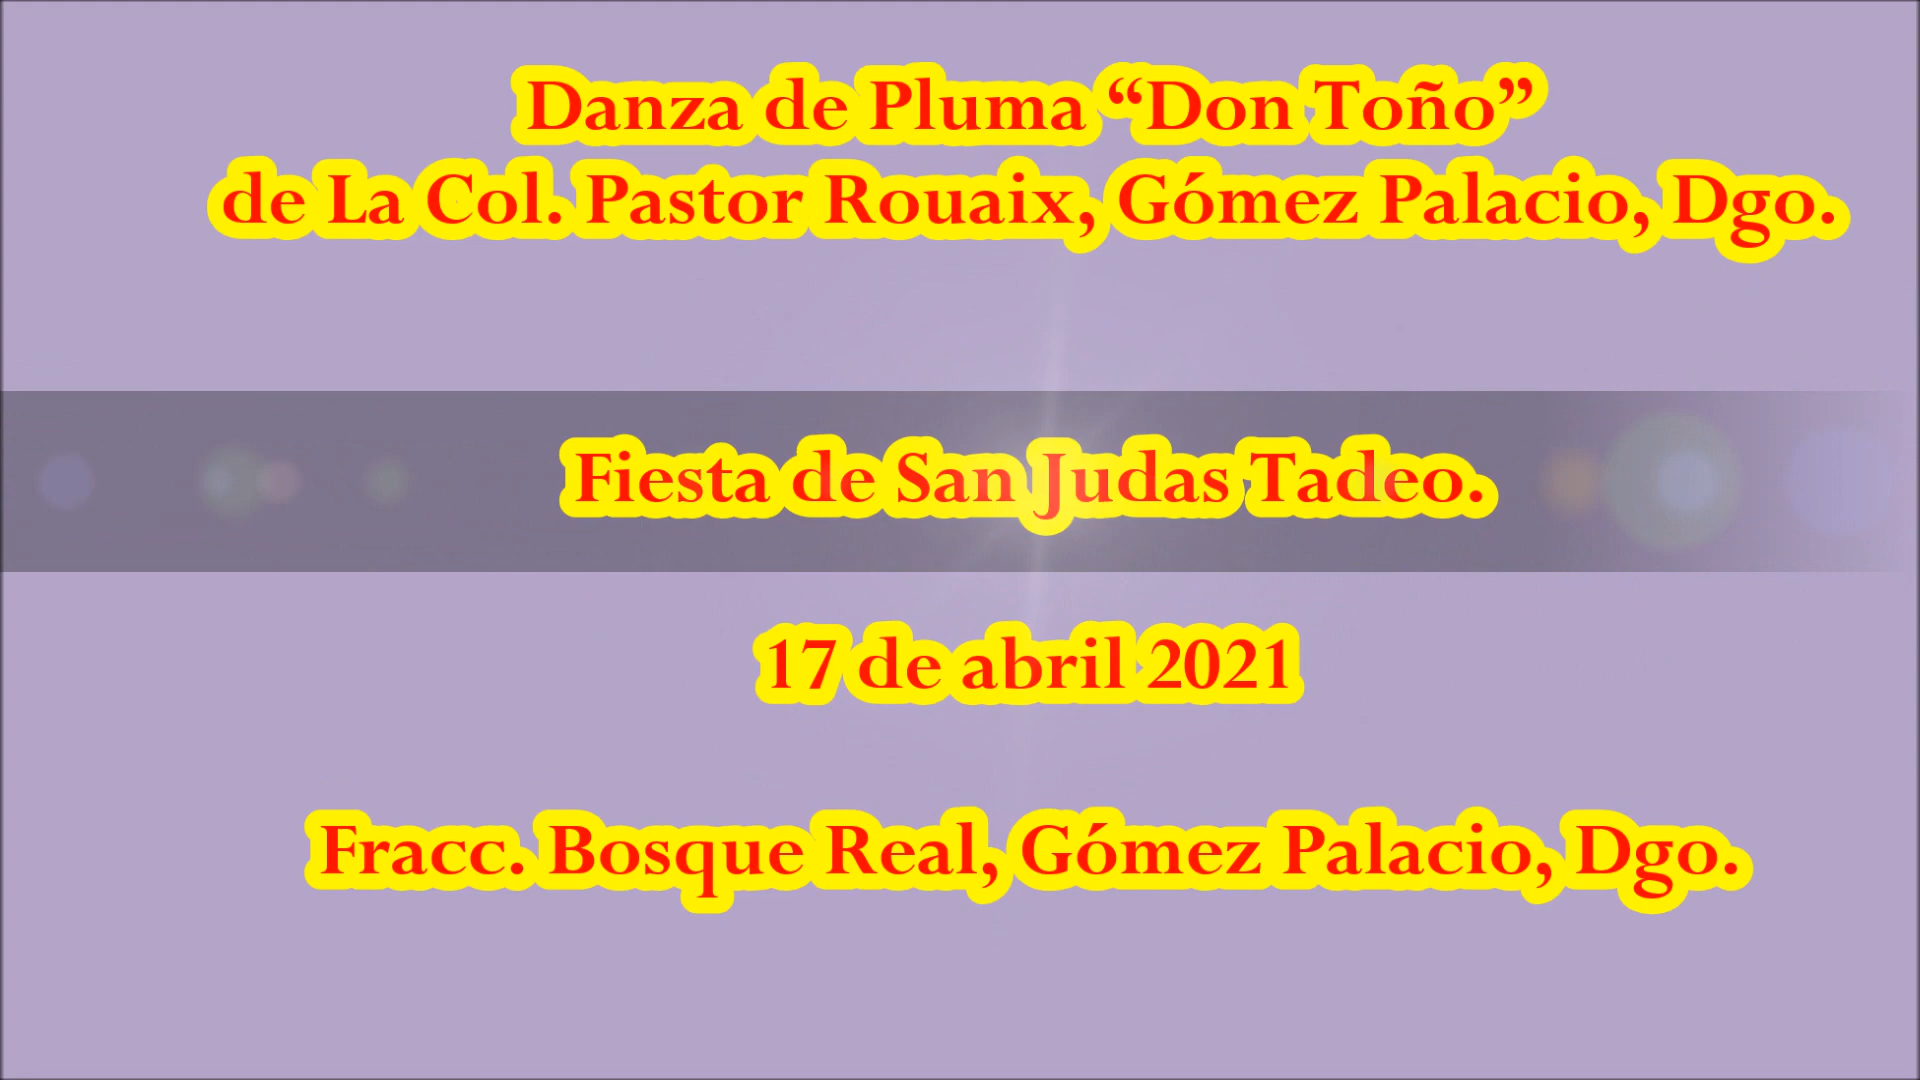 Danza de Pluma “Don Toño”
de La Col. Pastor Rouaix, Gómez Palacio, Dgo.
Fiesta de San Judas Tadeo.
17 de abril 2021
Fracc. Bosque Real, Gómez Palacio, Dgo.